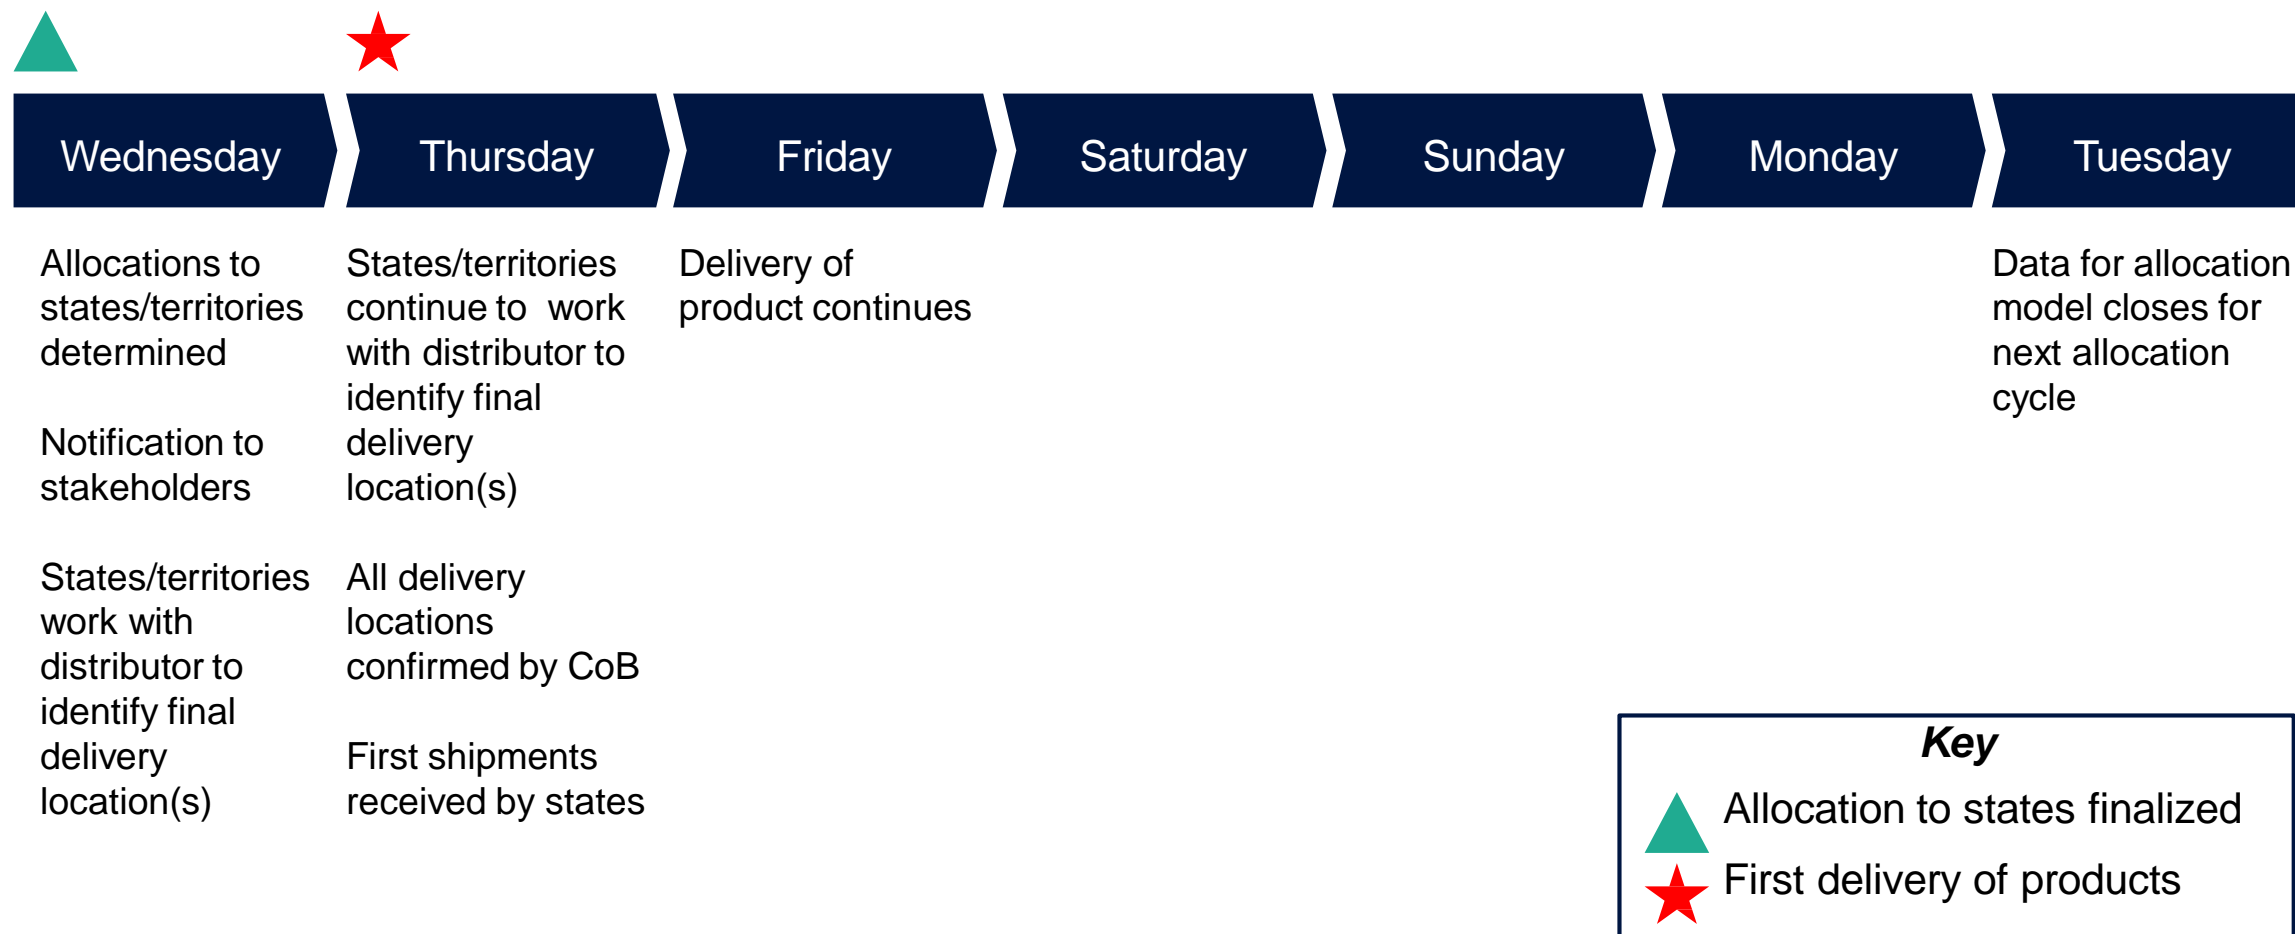 Wednesday
Thursday
Friday
Saturday
Sunday
Monday
Tuesday
Allocations to
states/territories
determined
Notification to
stakeholders
States/territories
work with
distributor to
identify final
delivery
location(s)
States/territories
continue to work
with distributor to
identify final
delivery
location(s)
All delivery
locations
confirmed by CoB
First shipments
received by states
Delivery of
product continues
Data for allocation
model closes for
next allocation
cycle
Key
Allocation to states finalized
First delivery of products